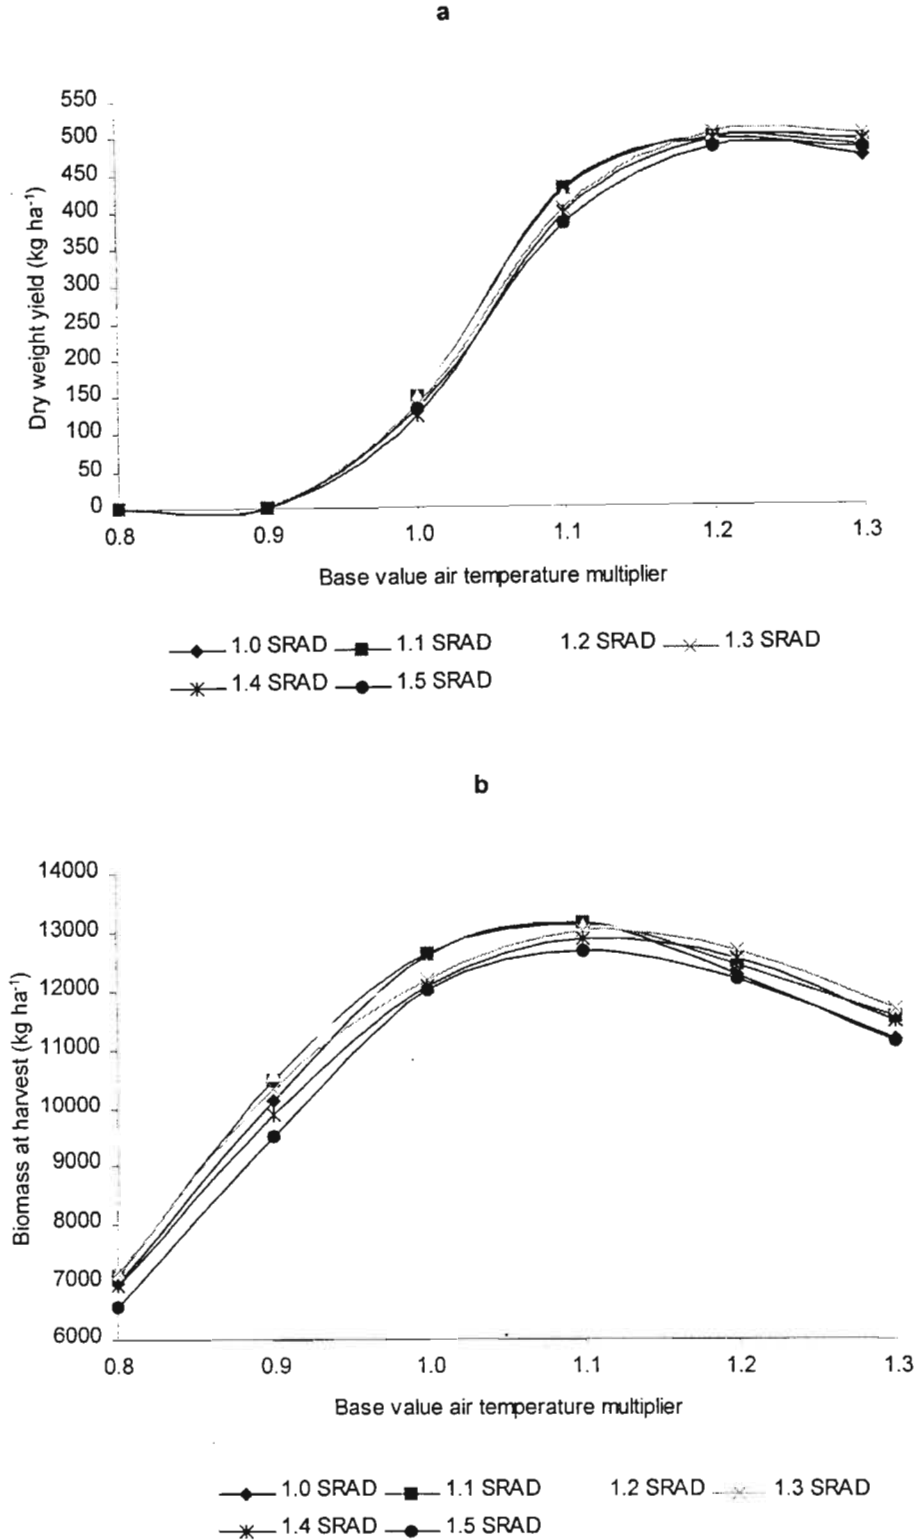 a
550
500
450
400
350
300
250
200
150
100
50
0
Dry weight yield (kg ha⁻¹)
0.8 0.9 1.0 1.1 1.2 1.3
Base value air temperature multiplier
1.0 SRAD 1.1 SRAD 1.2 SRAD 1.3 SRAD
1.4 SRAD 1.5 SRAD
b
14000
13000
12000
11000
10000
9000
8000
7000
6000
Biomass at harvest (kg ha⁻¹)
0.8 0.9 1.0 1.1 1.2 1.3
Base value air temperature multiplier
1.0 SRAD 1.1 SRAD 1.2 SRAD 1.3 SRAD
1.4 SRAD 1.5 SRAD